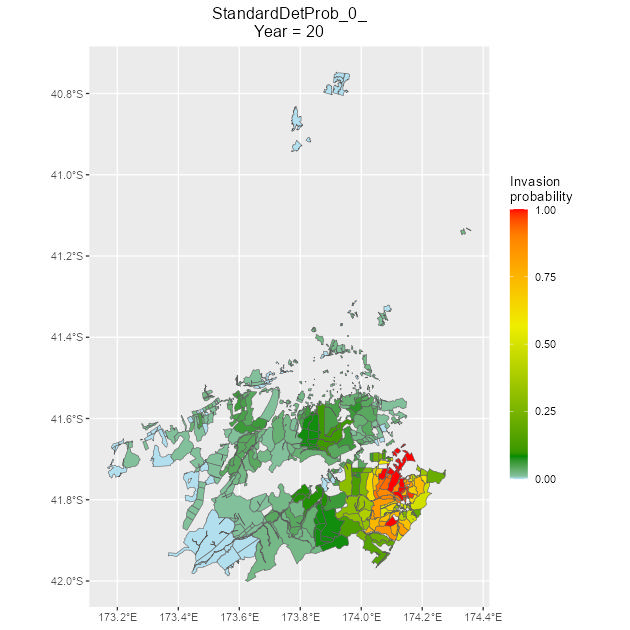 StandardDetProb_0_
Year = 20
40.8°S
41.0°S
41.2°S
41.4°S
41.6°S
41.8°S
42.0°S
173.2°E
173.4°E
173.6°E
173.8°E
174.0°E
174.2°E
174.4°E
Invasion
probability
1.00
0.75
0.50
0.25
0.00